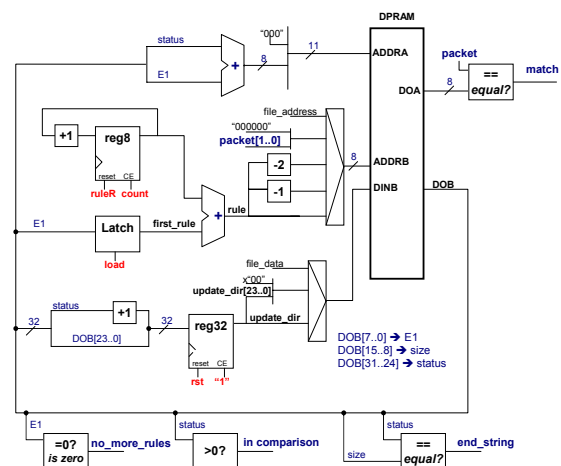 DPRAM
"000"
status
8
11
ADDRA
packet
E1
+
DOA
8
==
equal?
match
file_address
"000000"
packet[1..0]
+1
reg8
reset CE
ruleR count
-2
-1
8
ADDRB
DINB
DOB
rule
+
E1
Latch
first_rule
load
file_data
x"00"
update_dir[23..0]
status
+1
32
DOB[23..0]
32
reg32
update_dir
reset CE
rst "1"
DOB[7..0] ➔ E1
DOB[15..8] ➔ size
DOB[31..24] ➔ status
E1
=0?
is zero
no_more_rules
status
>0?
in comparison
status
size
==
equal?
end_string